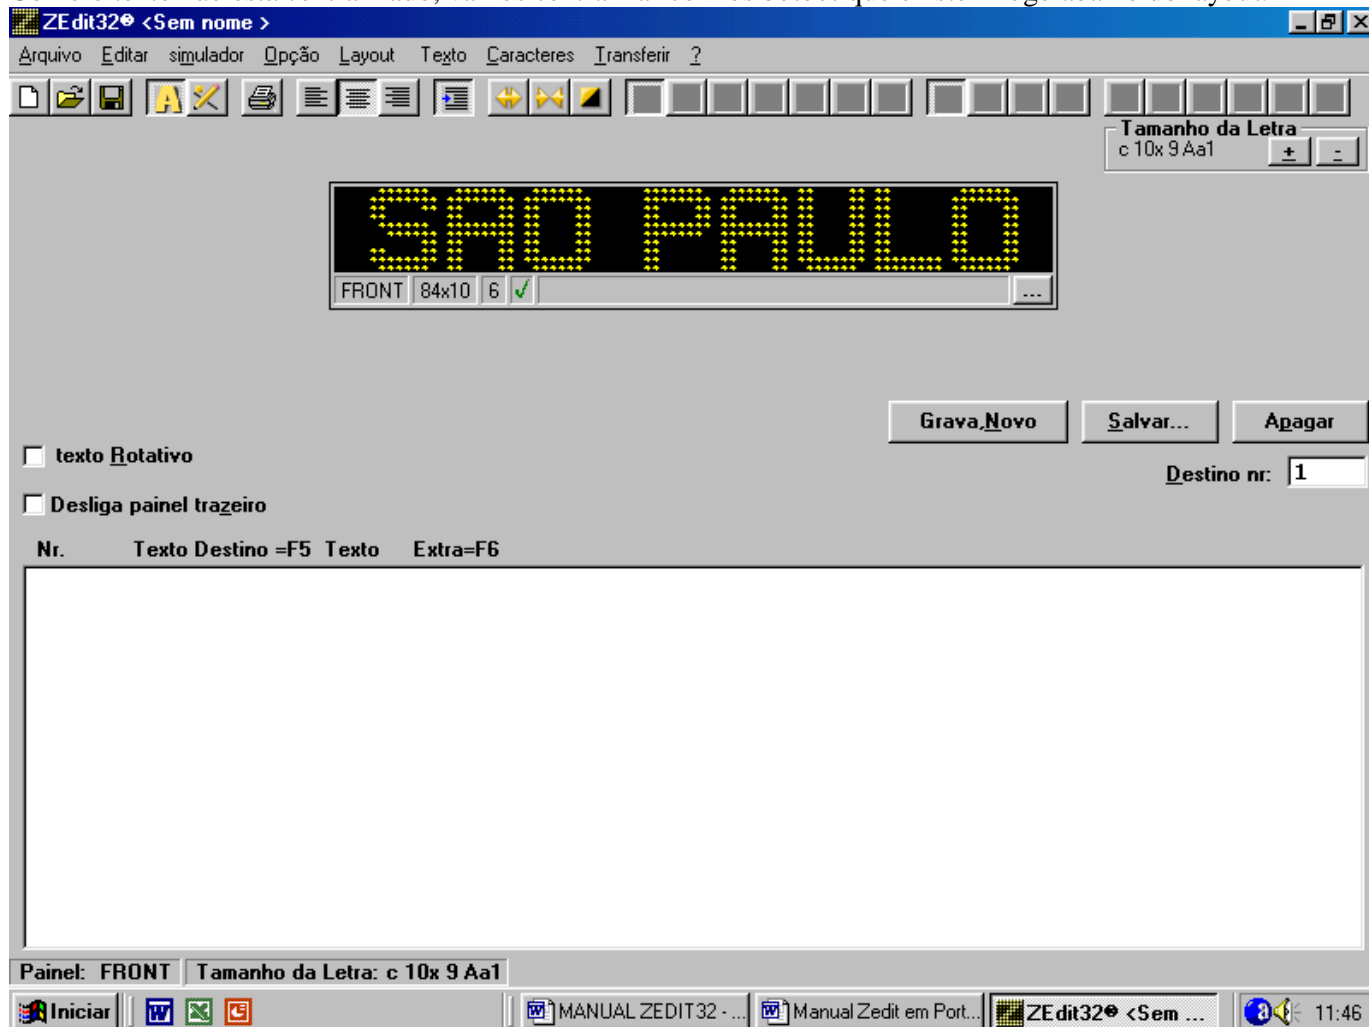 ZEdit32® <Sem nome >
Arquivo Editar simulador Opção Layout Texto Caracteres Transferir ?
Tamanho da Letra
c 10x 9 Aa1 + -
SAO PAULO
FRONT 84x10 6 ...
Grava,Novo Salvar... Apagar
texto Rotativo
Destino nr: 1
Desliga painel trazeiro
Nr. Texto Destino =F5 Texto Extra=F6
Painel: FRONT Tamanho da Letra: c 10x 9 Aa1
Iniciar MANUAL ZEDIT32 - ... Manual Zedit em Port... ZEdit32® <Sem ... 11:46